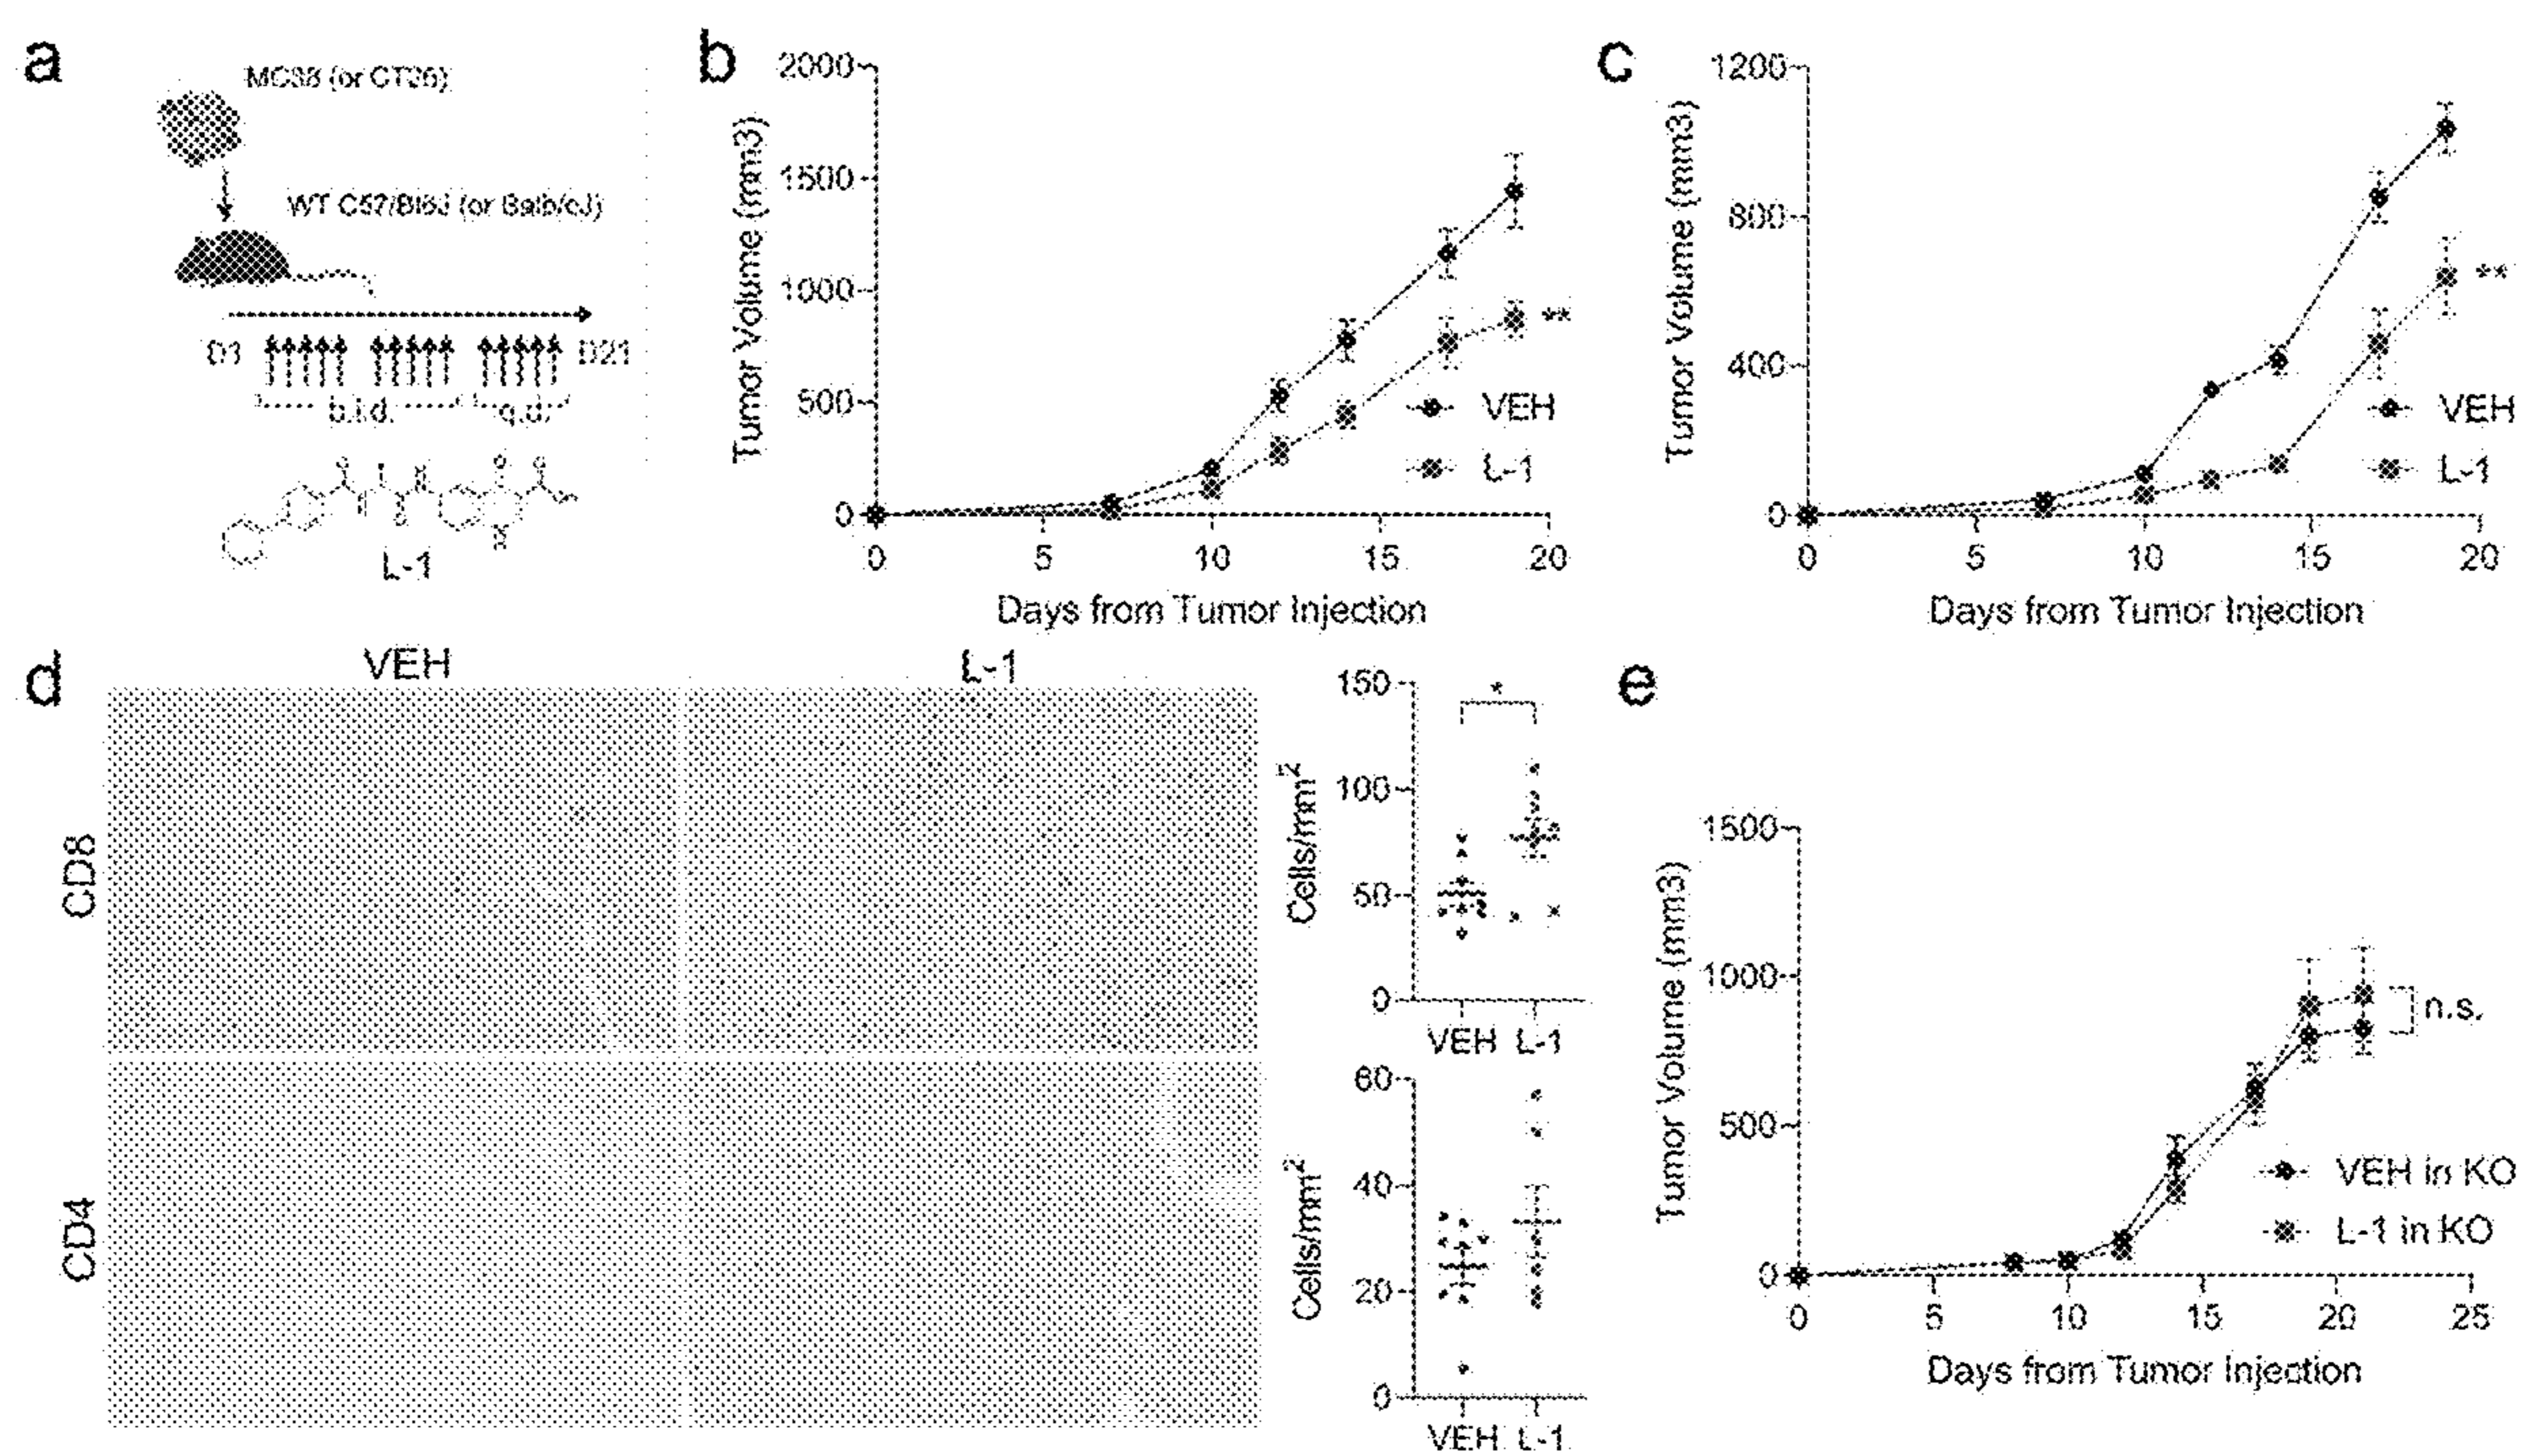 a
MC38 (or CT26)
WT C57/Bl6J (or Balb/cJ)
D1
D21
b.i.d.
q.d.
L-1
b
2000
1500
1000
500
0
Tumor Volume (mm3)
0 5 10 15 20
Days from Tumor Injection
VEH
L-1
**
c
1200
800
400
0
Tumor Volume (mm3)
0 5 10 15 20
Days from Tumor Injection
VEH
L-1
**
d
VEH
L-1
CD8
CD4
150
100
50
0
Cells/mm²
*
VEH L-1
60
40
20
0
Cells/mm²
VEH L-1
e
1500
1000
500
0
Tumor Volume (mm3)
n.s.
VEH in KO
L-1 in KO
0 5 10 15 20 25
Days from Tumor Injection